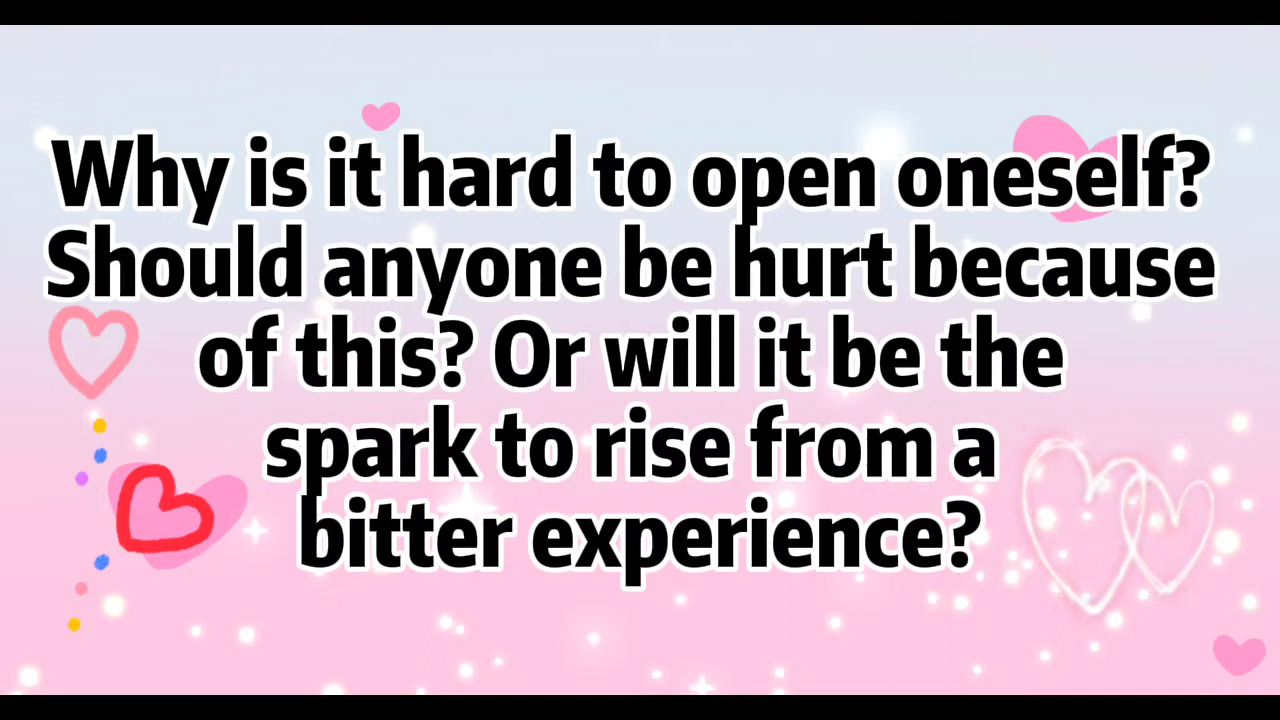 Why is it hard to open oneself?
Should anyone be hurt because
of this? Or will it be the
spark to rise from a
bitter experience?